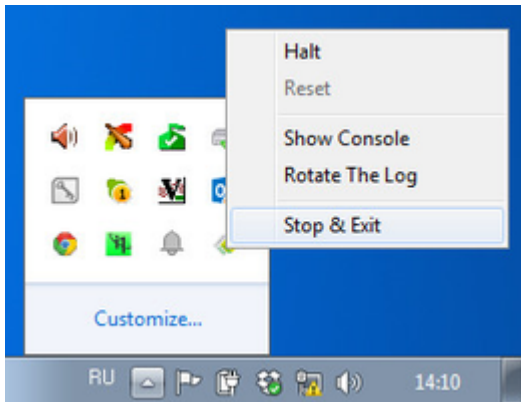 Halt
Reset
Show Console
Rotate The Log
Stop & Exit
Customize...
RU
14:10